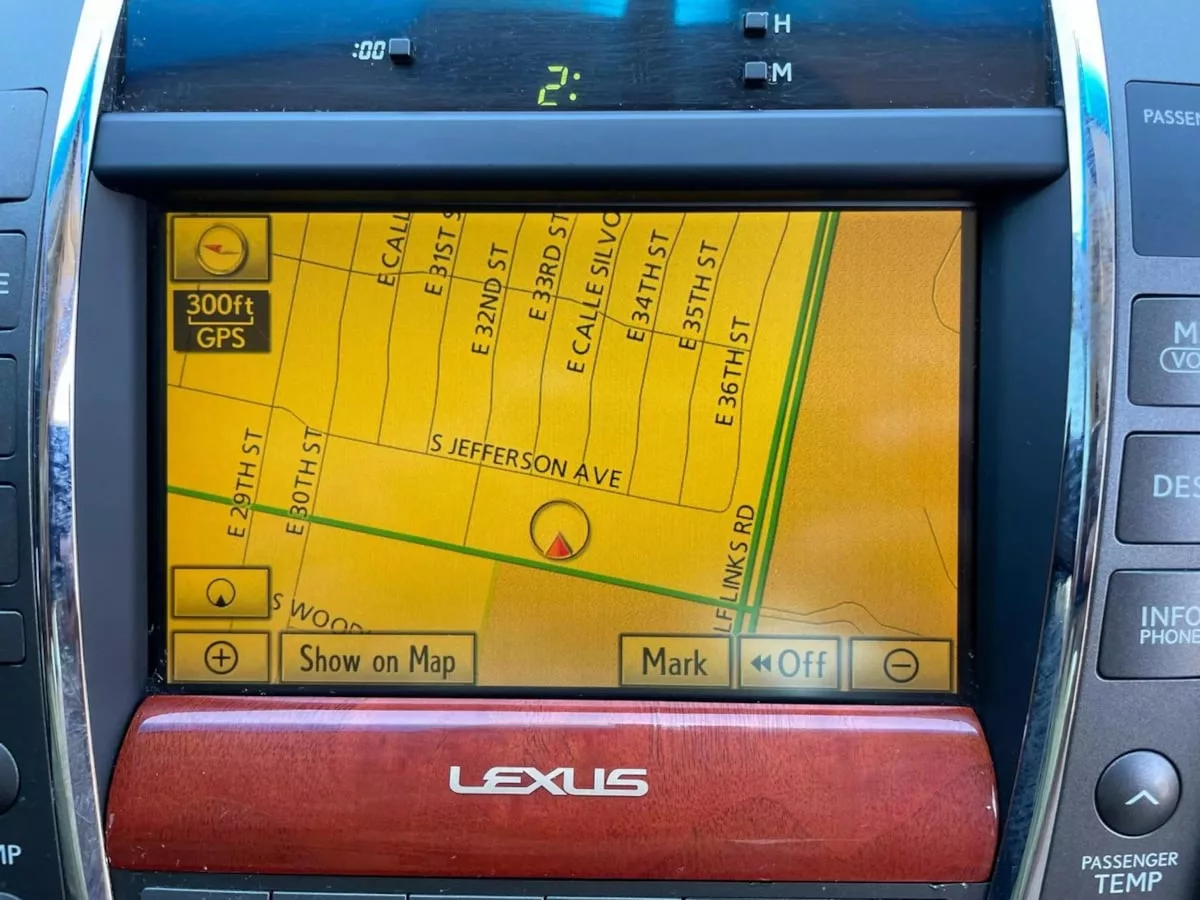 :00
H
2:
M
PASSEN
300ft
GPS
E CALL
E 31ST S
E 32ND ST
E 33RD ST
E CALLE SILVO
E 34TH ST
E 35TH ST
E 36TH ST
S JEFFERSON AVE
E 29TH ST
E 30TH ST
LF LINKS RD
S WOOD
Show on Map
Mark
Off
LEXUS
E
M
VO
DES
INFO
PHONE
MP
PASSENGER
TEMP